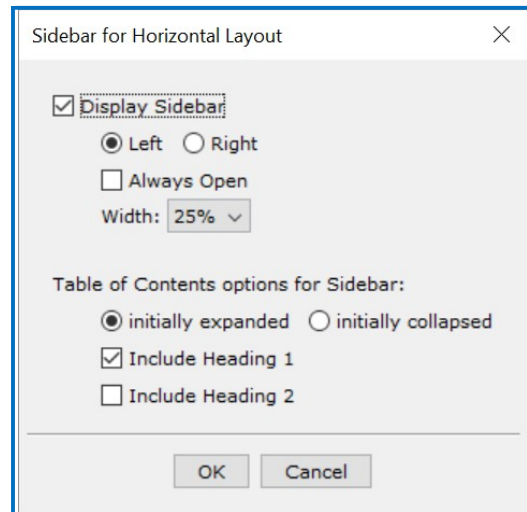 Sidebar for Horizontal Layout
Display Sidebar
Left Right
Always Open
Width: 25%
Table of Contents options for Sidebar:
initially expanded initially collapsed
Include Heading 1
Include Heading 2
OK Cancel